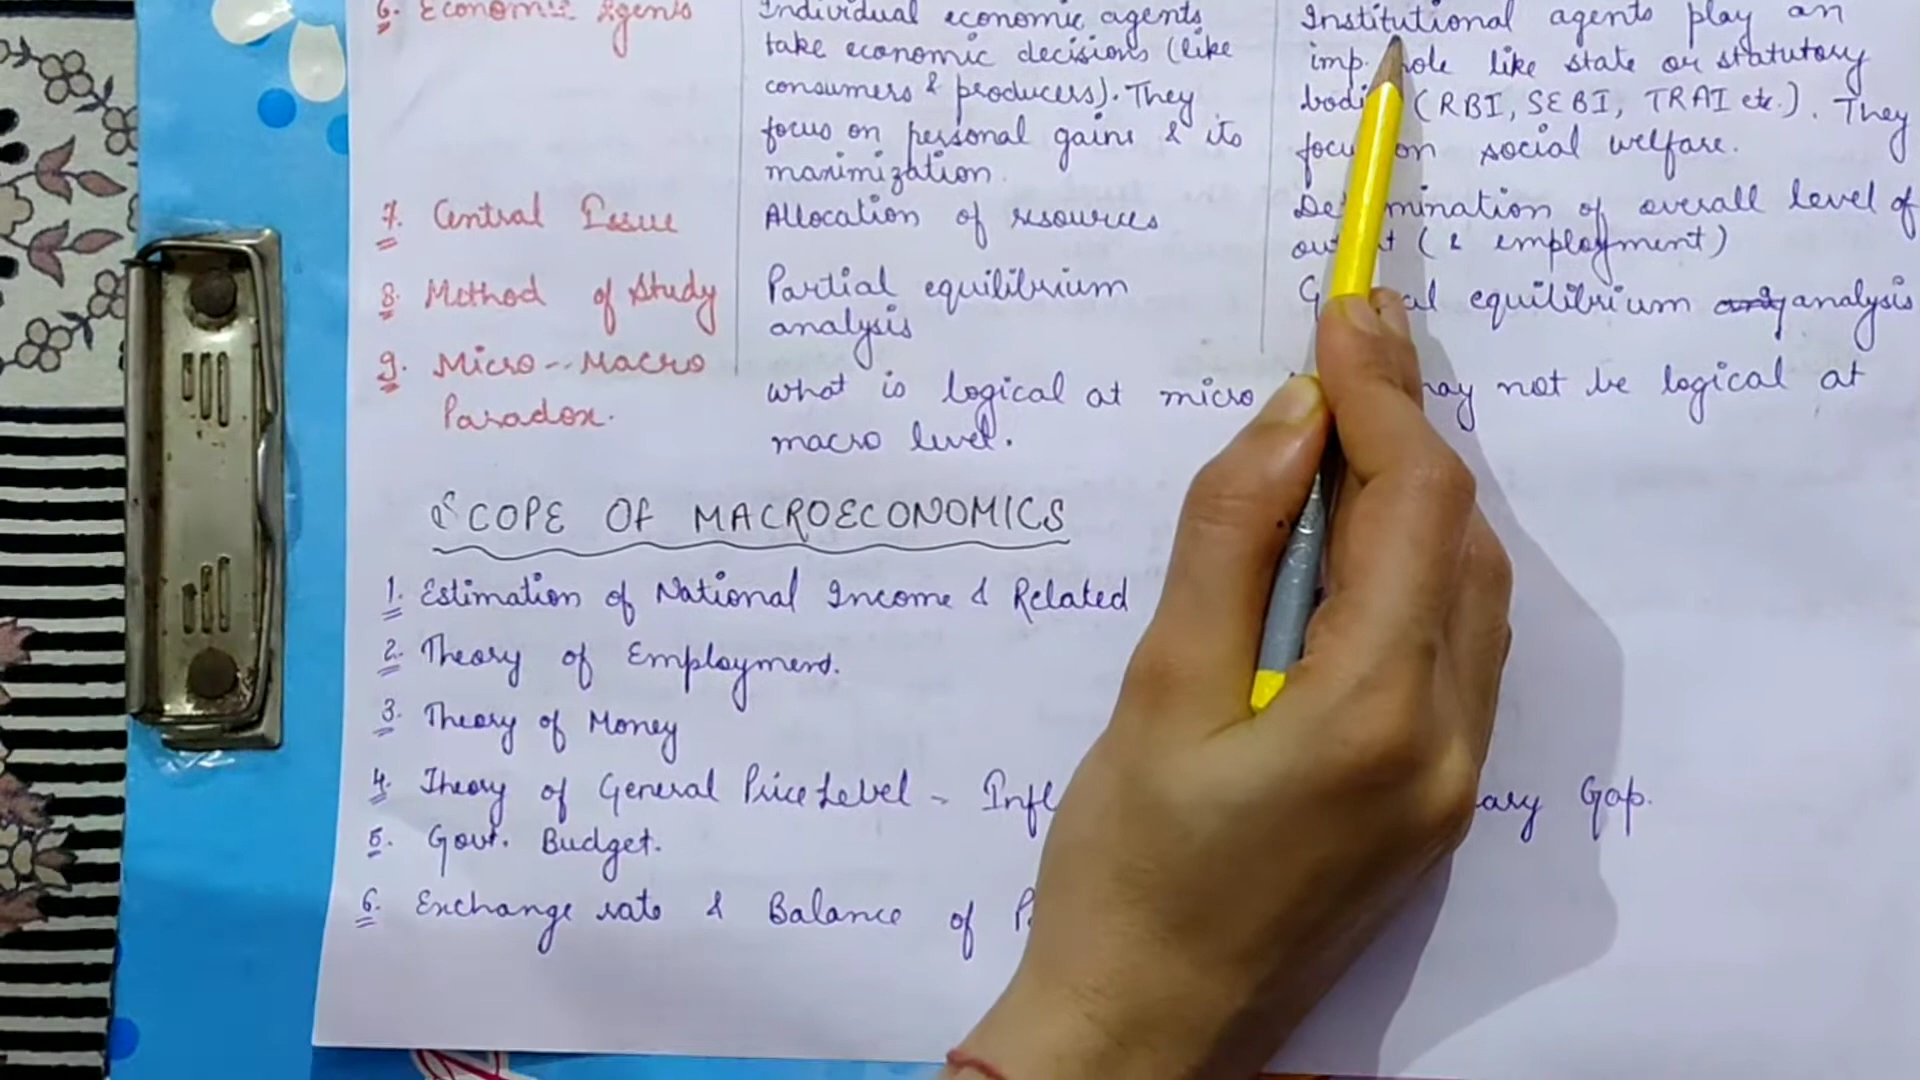 6. Economic Agents
Individual economic agents
take economic decisions (like
consumers & producers). They
focus on personal gains & its
maximization.
Institutional agents play an
imp. role like state or statutory
(RBI, SEBI, TRAI etc.). They
on social welfare.
7. Central Issue
Allocation of resources
of overall level of
(& employment)
8. Method of Study
Partial equilibrium
analysis
equilibrium analysis
9. Micro-Macro
Paradox.
What is logical at micro may not be logical at
macro level.
SCOPE OF MACROECONOMICS
1. Estimation of National Income & Related
2. Theory of Employment.
3. Theory of Money
4. Theory of General Price Level - Gap.
5. Govt. Budget.
6. Exchange rate & Balance of